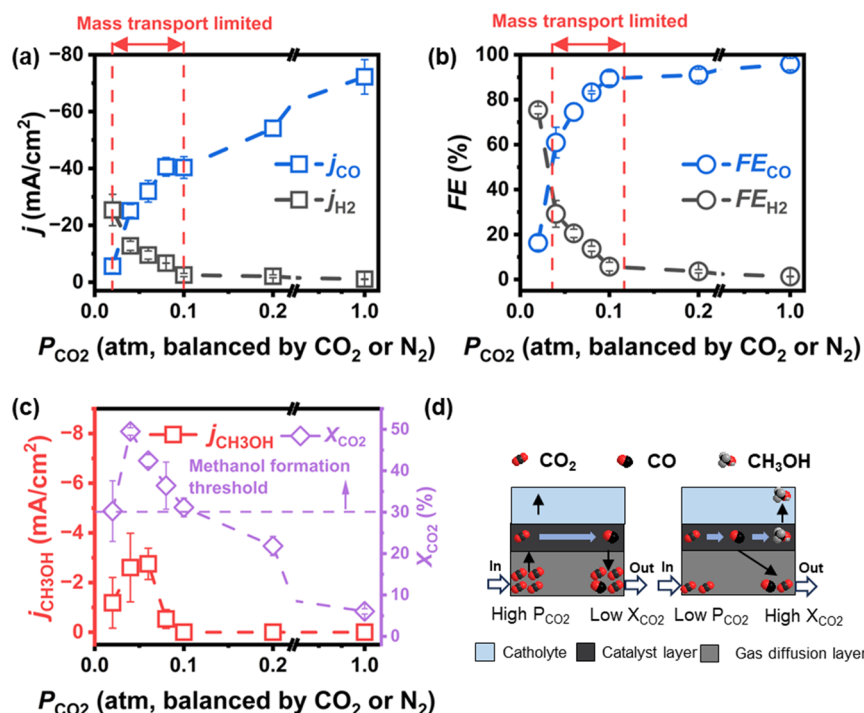 Mass transport limited
(a)
−80
−60
−40
−20
0
j (mA/cm²)
jCO
jH2
0.0
0.1
0.2
1.0
PCO2 (atm, balanced by CO2 or N2)
Mass transport limited
(b)
100
80
60
40
20
0
FE (%)
FECO
FEH2
0.0
0.1
0.2
1.0
PCO2 (atm, balanced by CO2 or N2)
(c)
−8
−6
−4
−2
0
jCH3OH (mA/cm²)
jCH3OH
XCO2
Methanol formation
threshold
50
40
30
20
10
0
XCO2 (%)
0.0
0.1
0.2
1.0
PCO2 (atm, balanced by CO2 or N2)
(d)
CO2
CO
CH3OH
In
Out
In
Out
High PCO2
Low XCO2
Low PCO2
High XCO2
Catholyte
Catalyst layer
Gas diffusion layer